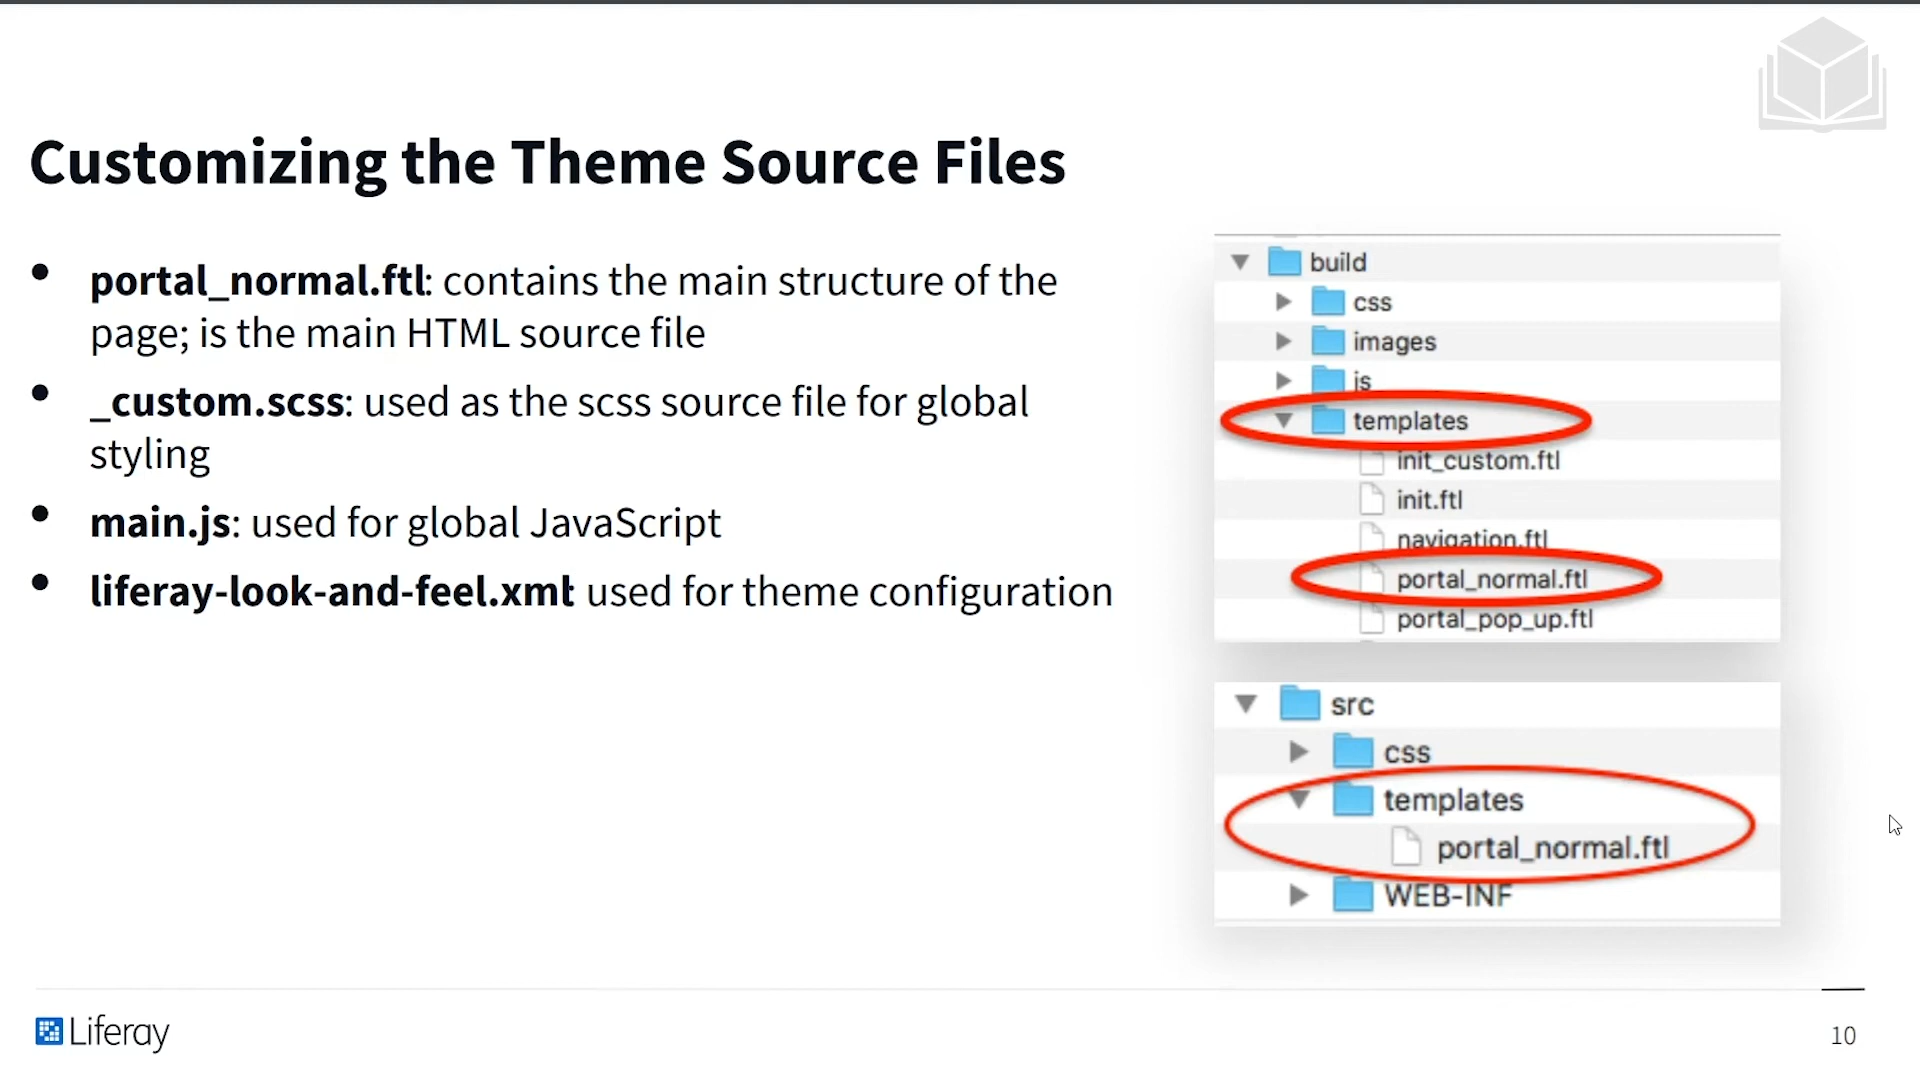 Customizing the Theme Source Files
• portal_normal.ftl: contains the main structure of the
page; is the main HTML source file
• _custom.scss: used as the scss source file for global
styling
• main.js: used for global JavaScript
• liferay-look-and-feel.xml: used for theme configuration
build
css
images
js
templates
init_custom.ftl
init.ftl
navigation.ftl
portal_normal.ftl
portal_pop_up.ftl
src
css
templates
portal_normal.ftl
WEB-INF
Liferay
10